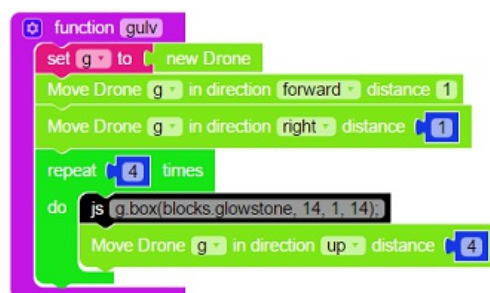 function gulv
set g to new Drone
Move Drone g in direction forward distance 1
Move Drone g in direction right distance 1
repeat 4 times
do js g.box(blocks.glowstone, 14, 1, 14);
Move Drone g in direction up distance 4